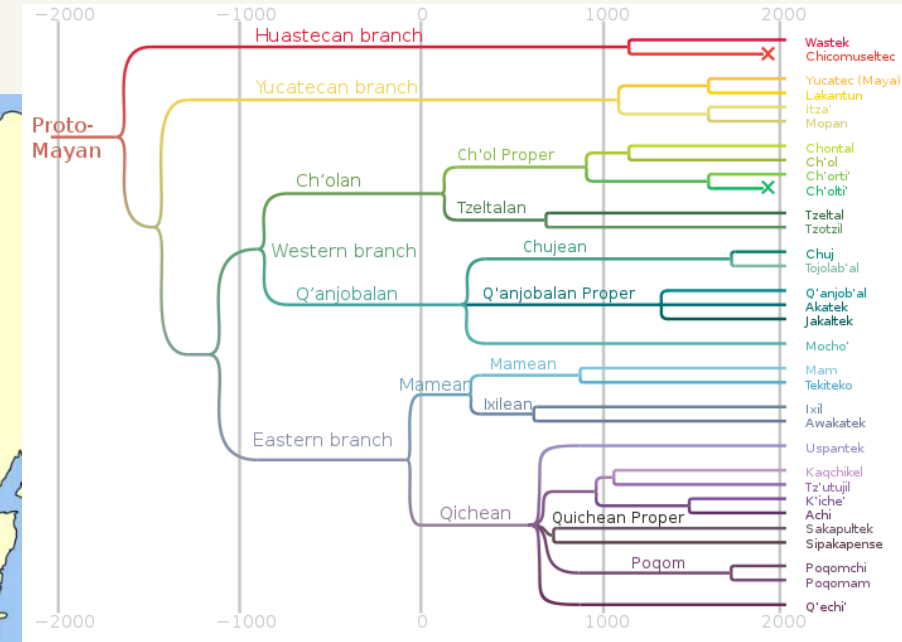 −2000
−1000
0
1000
2000
Huastecan branch
Wastek
Chicomuseltec
Yucatecan branch
Yucatec (Maya)
Lakantun
Itza'
Mopan
Proto-
Mayan
Ch'ol Proper
Chontal
Ch'ol
Ch'olan
Ch'orti'
Ch'olti'
Tzeltalan
Tzeltal
Tzotzil
Western branch
Chujean
Chuj
Tojolab'al
Q'anjobalan
Q'anjobalan Proper
Q'anjob'al
Akatek
Jakaltek
Mocho'
Mamean
Mamean
Mam
Tekiteko
Ixilean
Ixil
Awakatek
Eastern branch
Uspantek
Kaqchikel
Tz'utujil
K'iche'
Achi
Qichean
Quichean Proper
Sakapultek
Sipakapense
Poqom
Poqomchi
Poqomam
Q'echi'
−2000
−1000
0
1000
2000